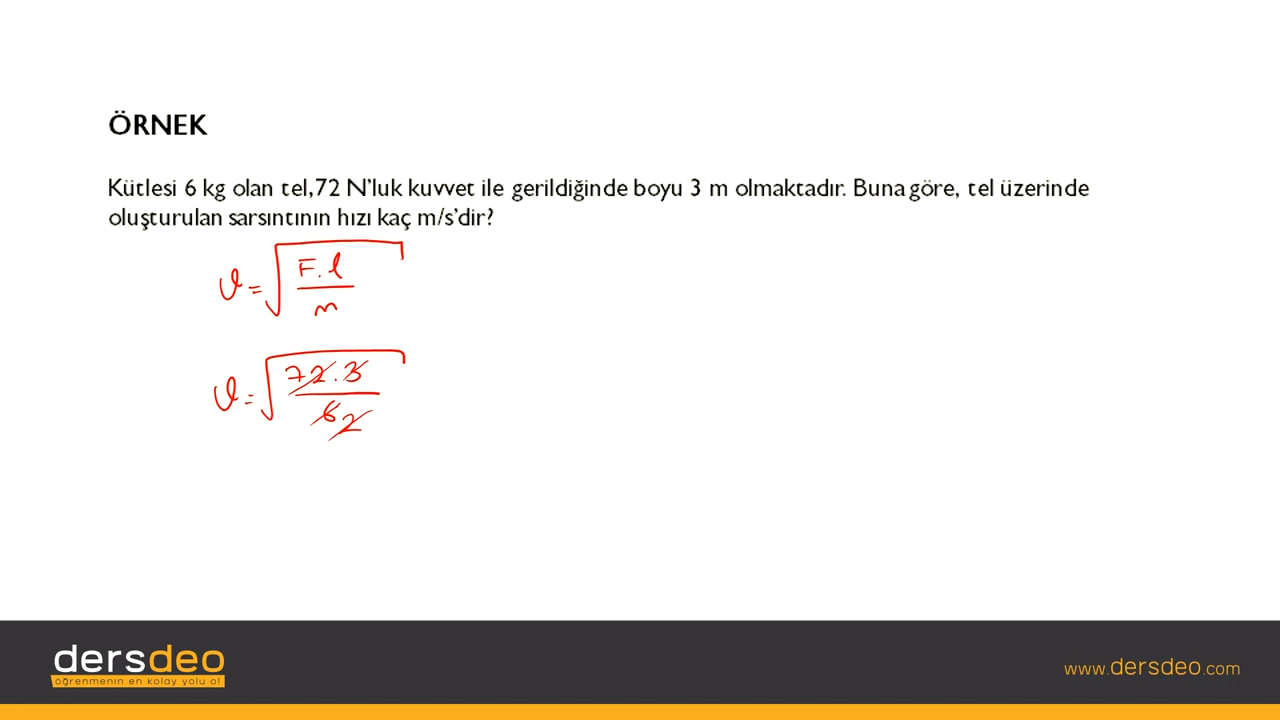 ÖRNEK
Kütlesi 6 kg olan tel,72 N’luk kuvvet ile gerildiğinde boyu 3 m olmaktadır. Buna göre, tel üzerinde
oluşturulan sarsıntının hızı kaç m/s’dir?
ϑ = √(F.l / m)
ϑ = √(72.3 / 6 2)
dersdeo
öğrenmenin en kolay yolu o!
www.dersdeo.com